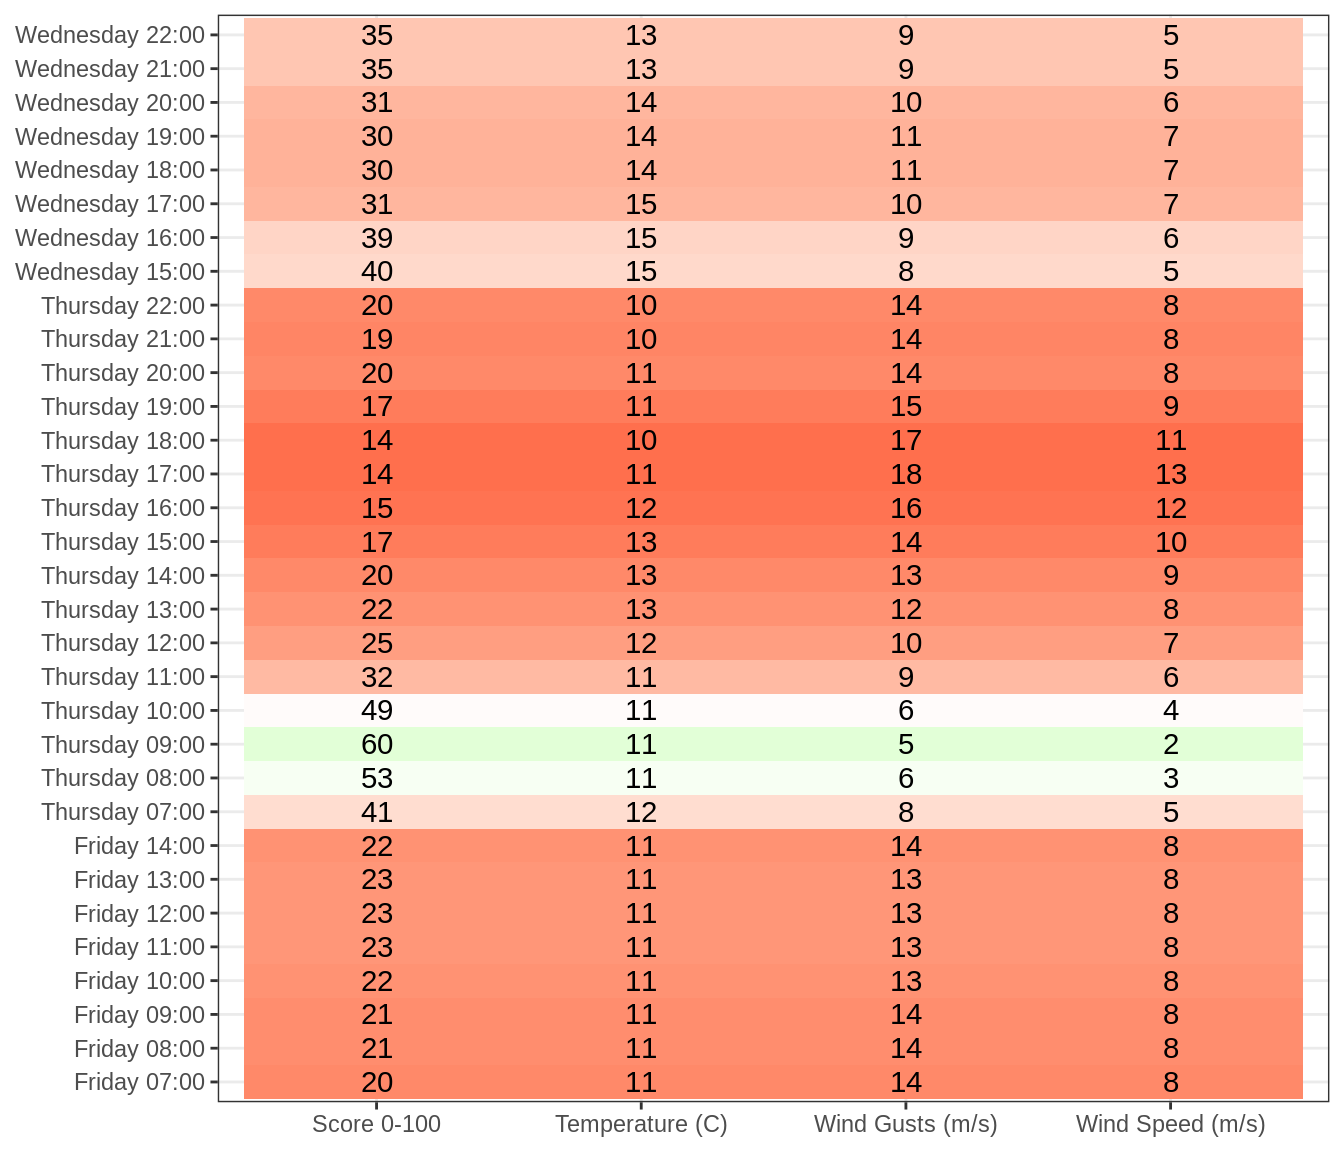 Wednesday 22:00 35 13 9 5
Wednesday 21:00 35 13 9 5
Wednesday 20:00 31 14 10 6
Wednesday 19:00 30 14 11 7
Wednesday 18:00 30 14 11 7
Wednesday 17:00 31 15 10 7
Wednesday 16:00 39 15 9 6
Wednesday 15:00 40 15 8 5
Thursday 22:00 20 10 14 8
Thursday 21:00 19 10 14 8
Thursday 20:00 20 11 14 8
Thursday 19:00 17 11 15 9
Thursday 18:00 14 10 17 11
Thursday 17:00 14 11 18 13
Thursday 16:00 15 12 16 12
Thursday 15:00 17 13 14 10
Thursday 14:00 20 13 13 9
Thursday 13:00 22 13 12 8
Thursday 12:00 25 12 10 7
Thursday 11:00 32 11 9 6
Thursday 10:00 49 11 6 4
Thursday 09:00 60 11 5 2
Thursday 08:00 53 11 6 3
Thursday 07:00 41 12 8 5
Friday 14:00 22 11 14 8
Friday 13:00 23 11 13 8
Friday 12:00 23 11 13 8
Friday 11:00 23 11 13 8
Friday 10:00 22 11 13 8
Friday 09:00 21 11 14 8
Friday 08:00 21 11 14 8
Friday 07:00 20 11 14 8
Score 0-100 Temperature (C) Wind Gusts (m/s) Wind Speed (m/s)